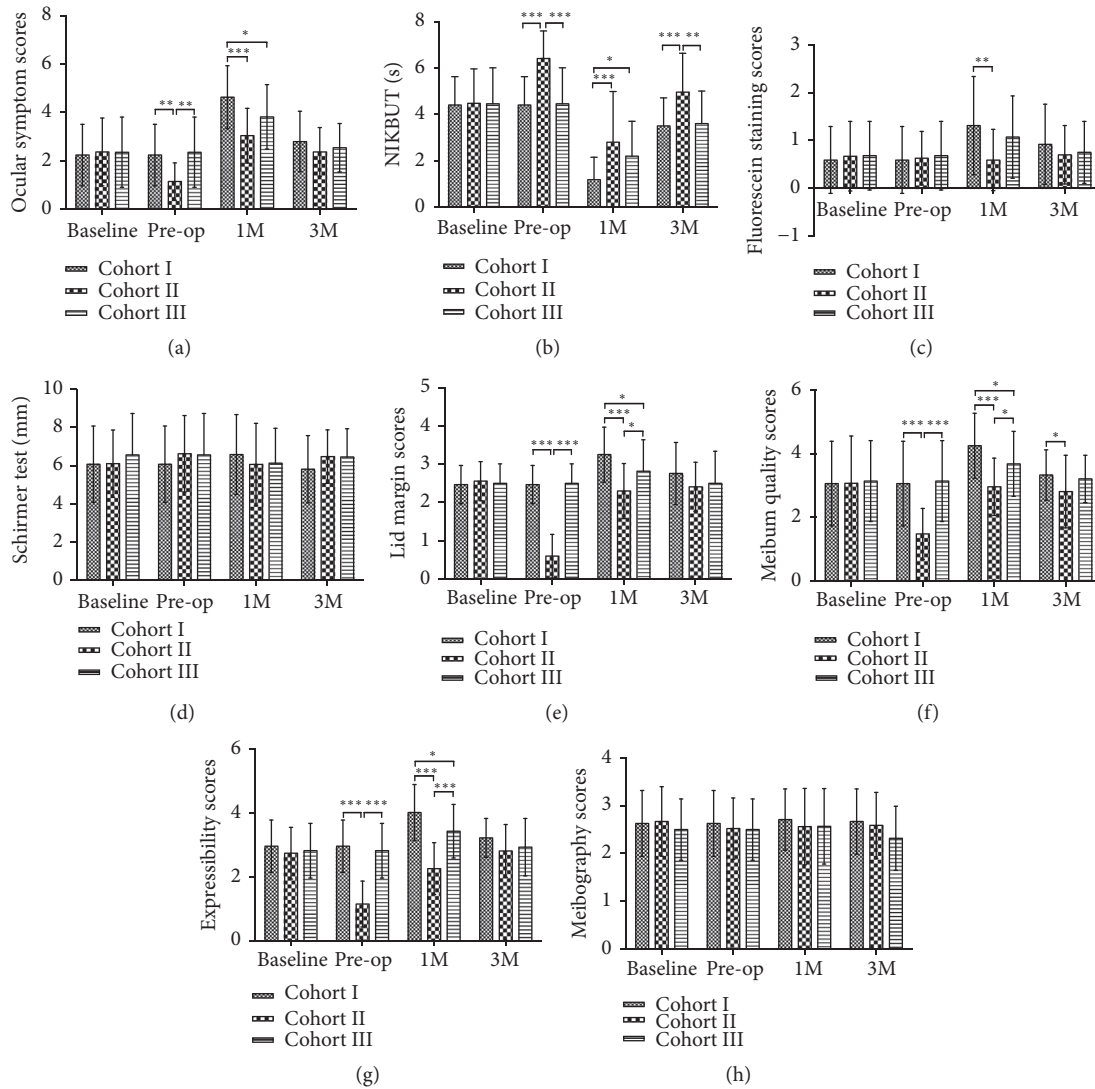 Ocular symptom scores
8
6
4
2
0
** **
***
*
Baseline Pre-op 1M 3M
Cohort I
Cohort II
Cohort III
(a)
NIKBUT (s)
8
6
4
2
0
*** ***
***
*
*** **
Baseline Pre-op 1M 3M
Cohort I
Cohort II
Cohort III
(b)
Fluorescein staining scores
3
2
1
0
−1
**
Baseline Pre-op 1M 3M
Cohort I
Cohort II
Cohort III
(c)
Schirmer test (mm)
10
8
6
4
2
0
Baseline Pre-op 1M 3M
Cohort I
Cohort II
Cohort III
(d)
Lid margin scores
5
4
3
2
1
0
*** ***
*
***
*
Baseline Pre-op 1M 3M
Cohort I
Cohort II
Cohort III
(e)
Meibum quality scores
6
4
2
0
*** ***
*
***
*
*
Baseline Pre-op 1M 3M
Cohort I
Cohort II
Cohort III
(f)
Expressibility scores
6
4
2
0
*** ***
*
***
***
Baseline Pre-op 1M 3M
Cohort I
Cohort II
Cohort III
(g)
Meibography scores
4
3
2
1
0
Baseline Pre-op 1M 3M
Cohort I
Cohort II
Cohort III
(h)